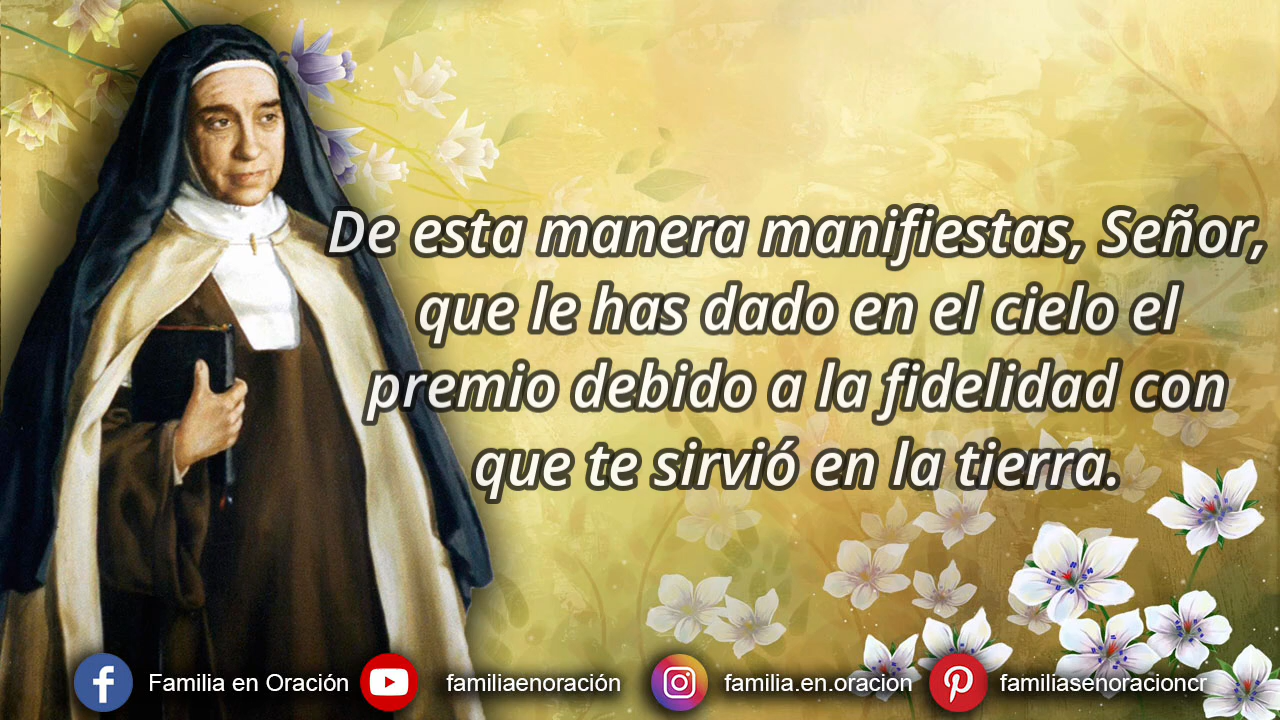 De esta manera manifiestas, Señor,
que le has dado en el cielo el
premio debido a la fidelidad con
que te sirvió en la tierra.
Familia en Oración
familiaenoración
familia.en.oracion
familiasenoracioncr